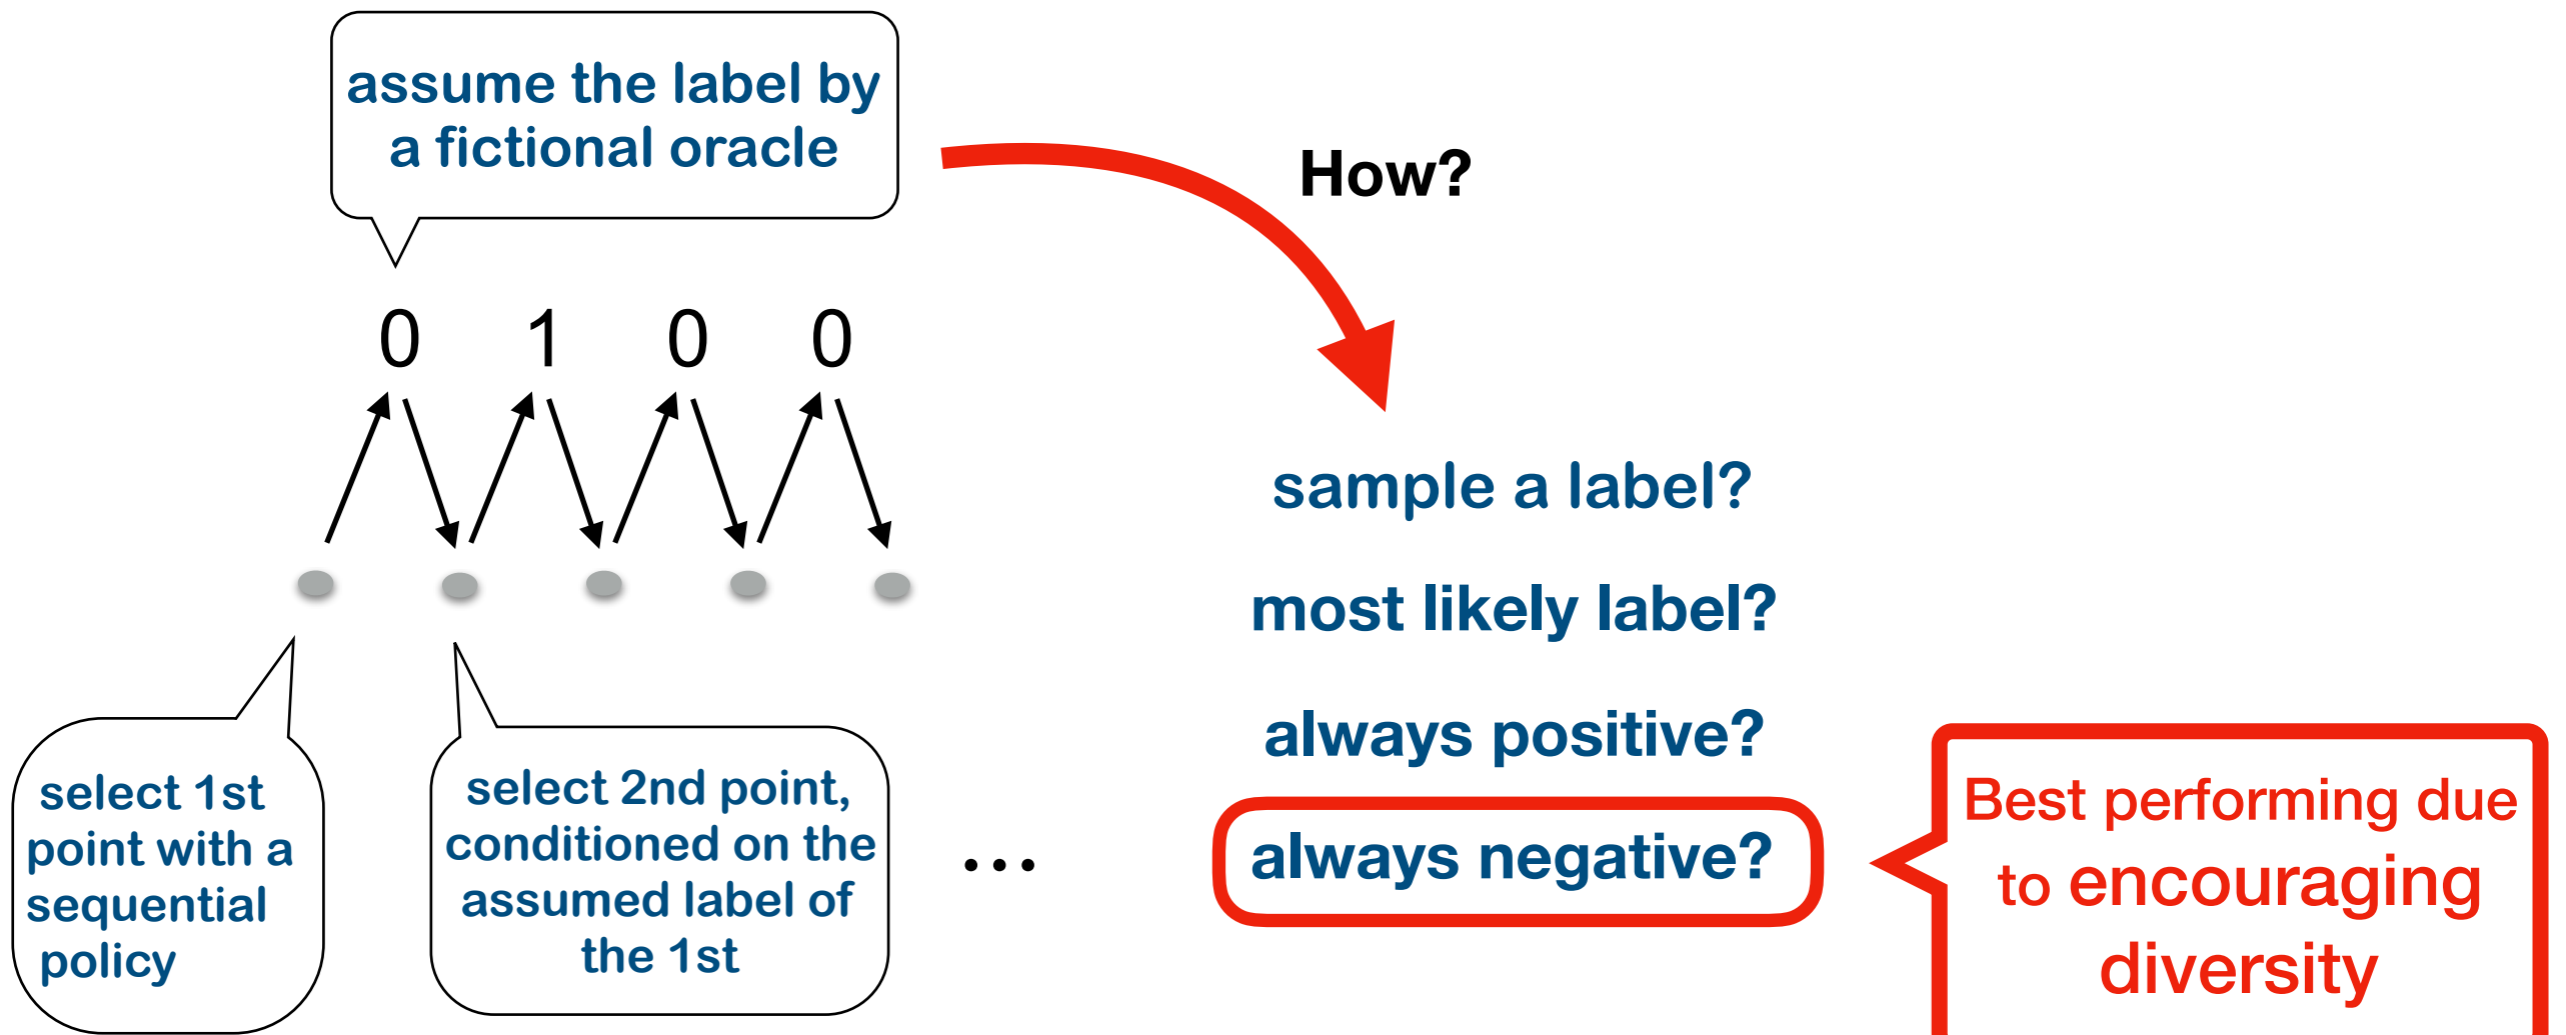 assume the label by
a fictional oracle
How?
0 1 0 0
sample a label?
most likely label?
always positive?
always negative?
select 1st
point with a
sequential
policy
select 2nd point,
conditioned on the
assumed label of
the 1st
...
Best performing due
to encouraging
diversity